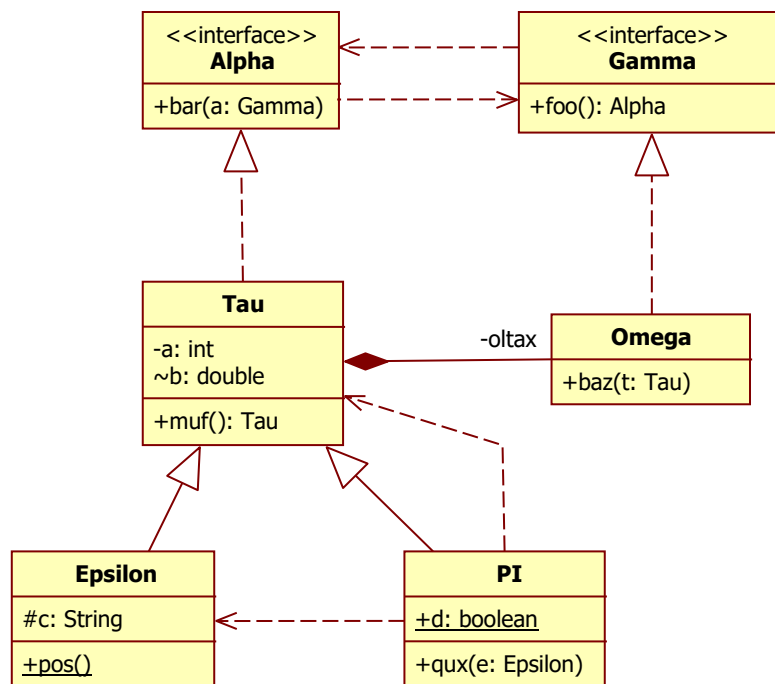 <<interface>>
Alpha
+bar(a: Gamma)
<<interface>>
Gamma
+foo(): Alpha
Tau
-a: int
~b: double
+muf(): Tau
-oltax
Omega
+baz(t: Tau)
Epsilon
#c: String
+pos()
PI
+d: boolean
+qux(e: Epsilon)